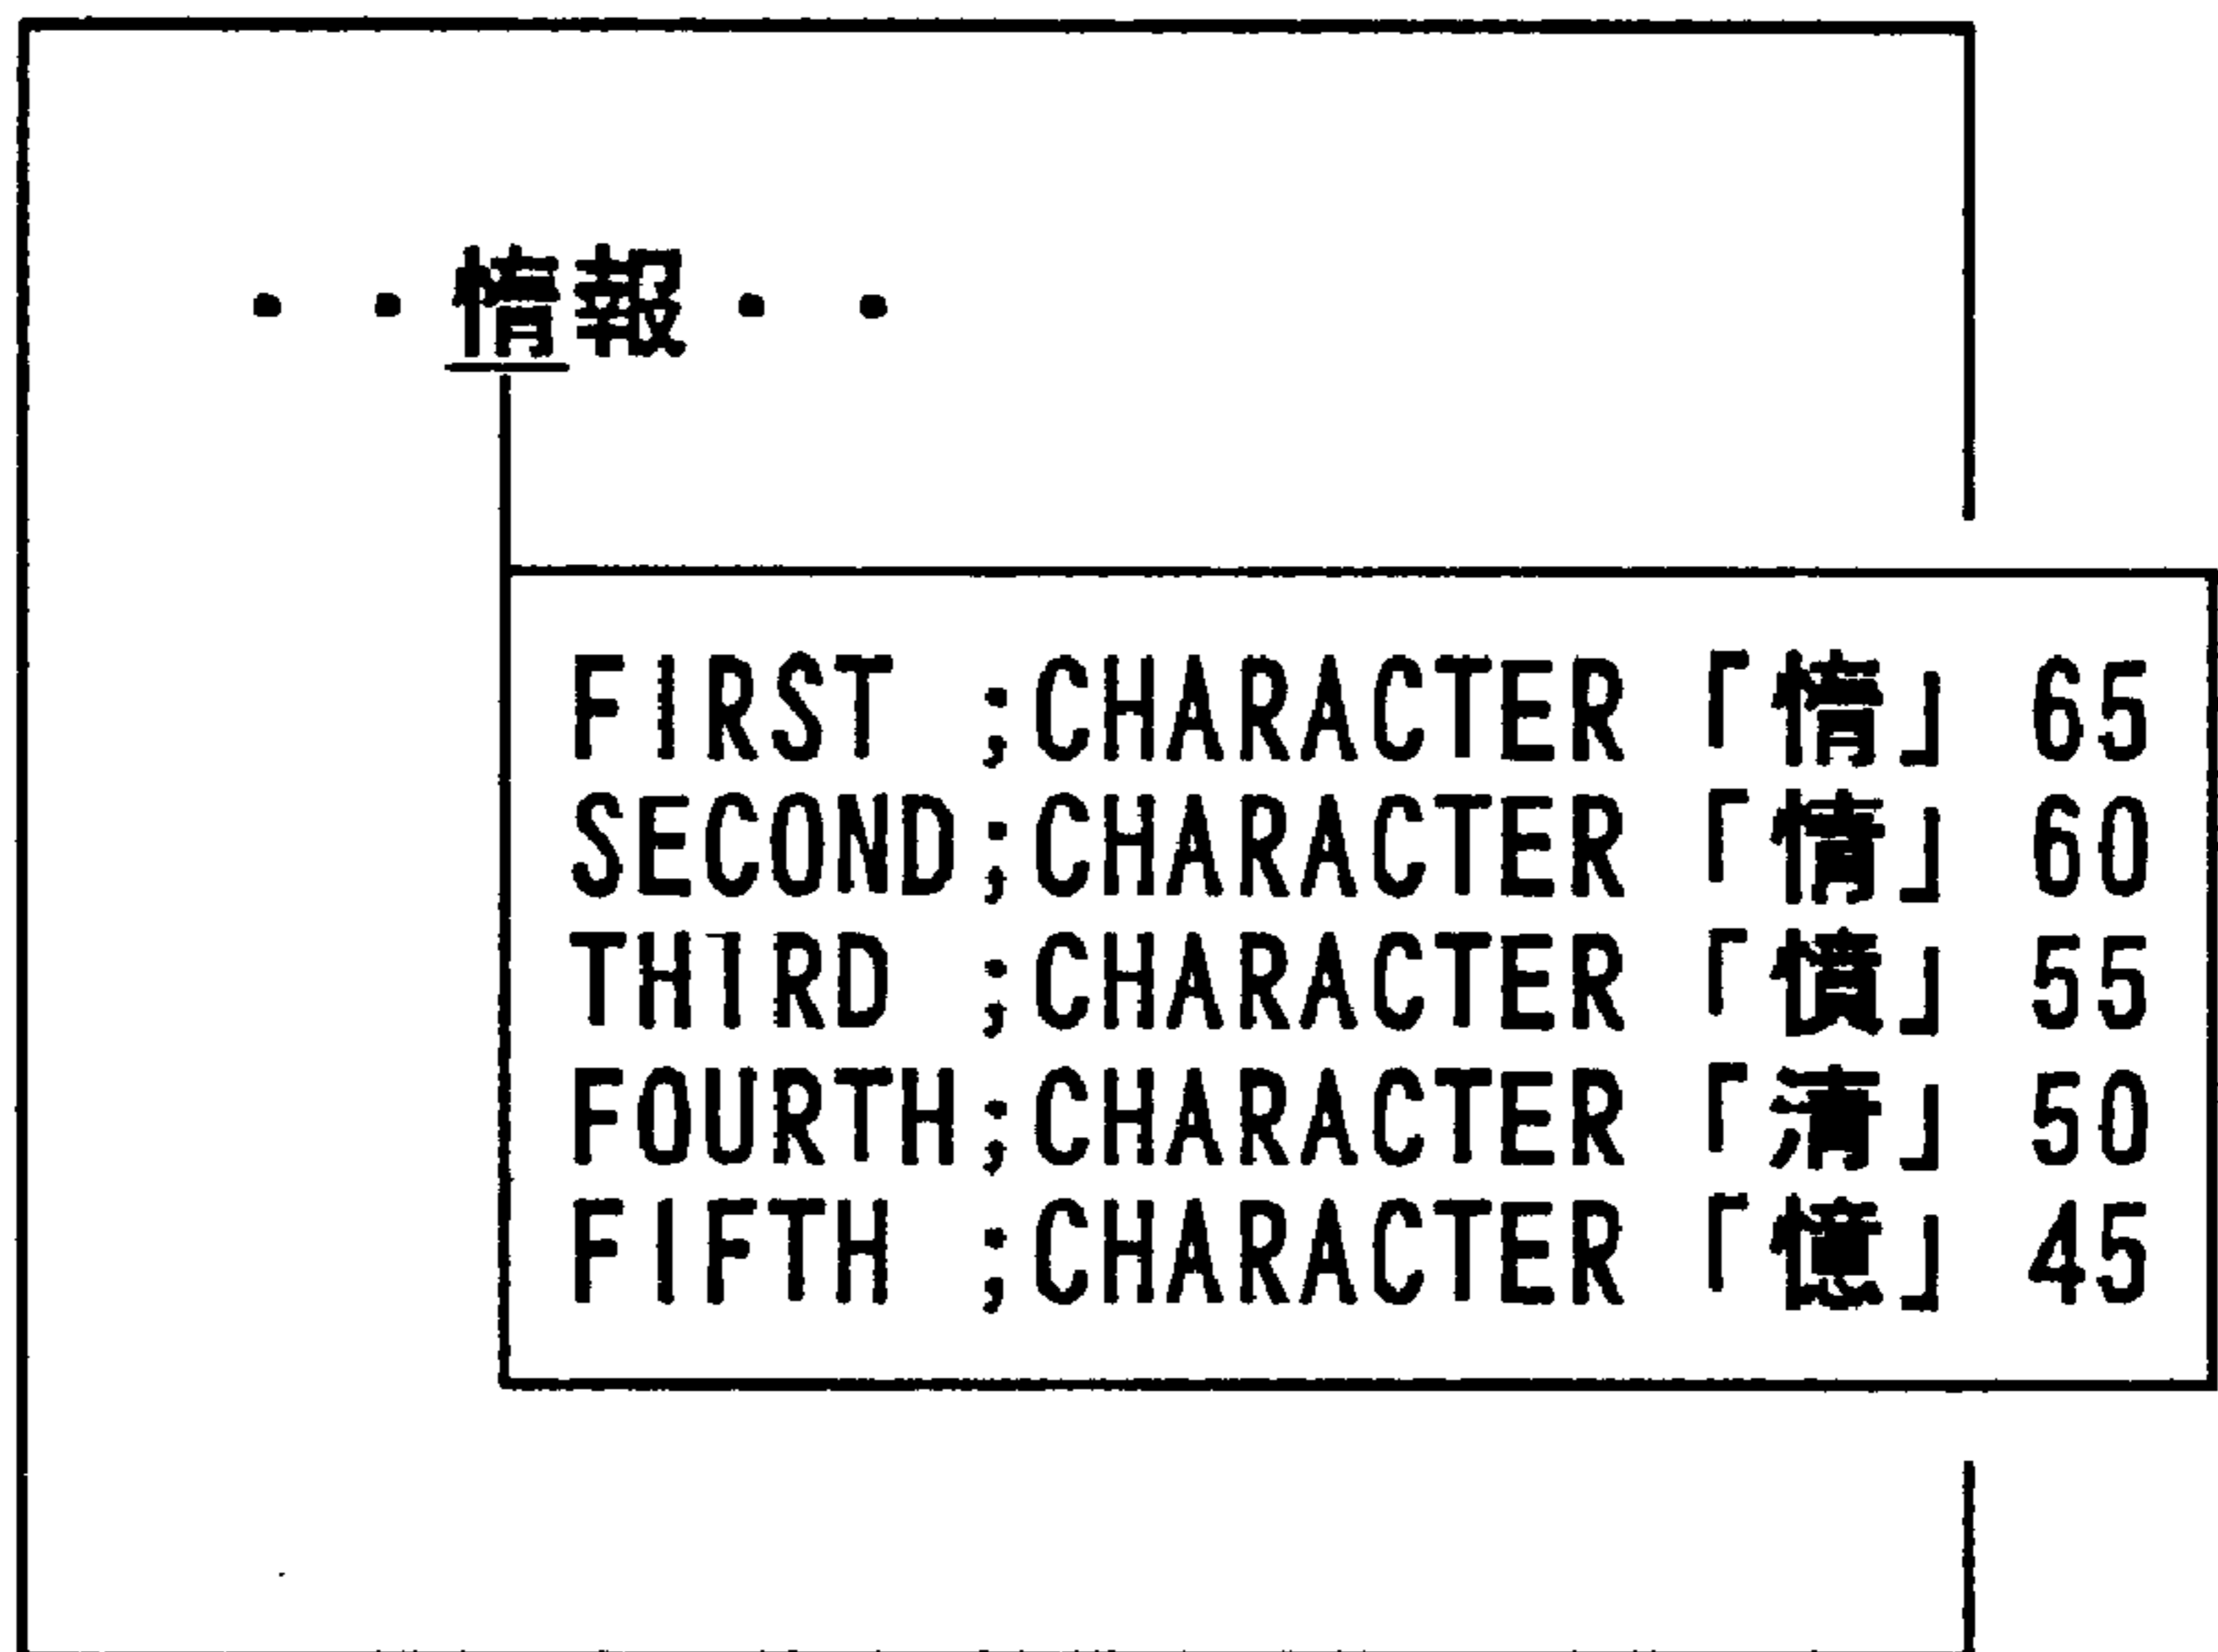 ・・情報・・
FIRST ;CHARACTER「情」65
SECOND;CHARACTER「情」60
THIRD ;CHARACTER「」55
FOURTH;CHARACTER「清」50
FIFTH ;CHARACTER「憶」45